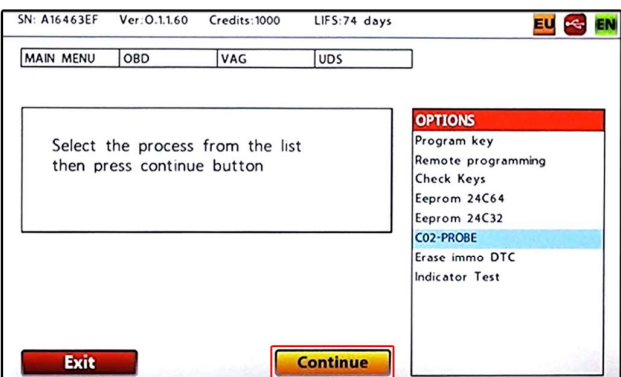 SN: A16463EF Ver:O.1.1.60 Credits:1000 LIFS:74 days EU EN
MAIN MENU OBD VAG UDS
Select the process from the list
then press continue button
OPTIONS
Program key
Remote programming
Check Keys
Eeprom 24C64
Eeprom 24C32
C02-PROBE
Erase immo DTC
Indicator Test
Exit Continue